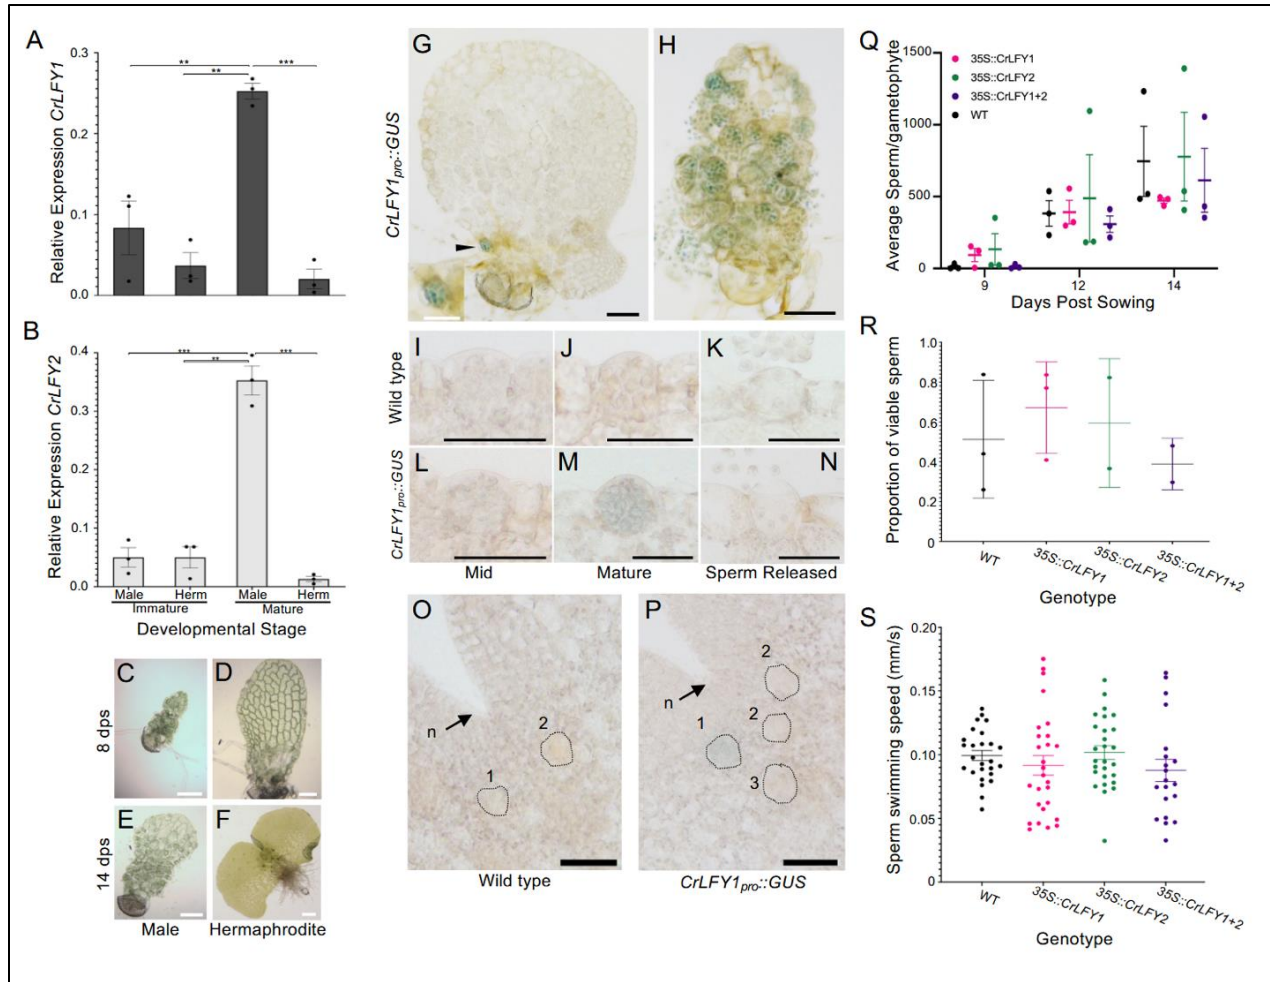 A
Relative Expression CrLFY1
0.3
0.2
0.1
0.0
**
**
***
B
Relative Expression CrLFY2
0.4
0.3
0.2
0.1
0.0
***
**
***
Male Herm Male Herm
Immature Mature
Developmental Stage
C
D
8 dps
E
F
14 dps
Male Hermaphrodite
G
H
CrLFY1pro::GUS
I
J
K
Wild type
L
M
N
CrLFY1pro::GUS
Mid Mature Sperm Released
O
n
1
2
Wild type
P
n
1
2
2
3
CrLFY1pro::GUS
Q
Average Sperm/gametophyte
1500
1000
500
0
35S::CrLFY1
35S::CrLFY2
35S::CrLFY1+2
WT
9 12 14
Days Post Sowing
R
Proportion of viable sperm
1.0
0.8
0.6
0.4
0.2
0
WT 35S::CrLFY1 35S::CrLFY2 35S::CrLFY1+2
Genotype
S
Sperm swimming speed (mm/s)
0.20
0.15
0.10
0.05
0
WT 35S::CrLFY1 35S::CrLFY2 35S::CrLFY1+2
Genotype